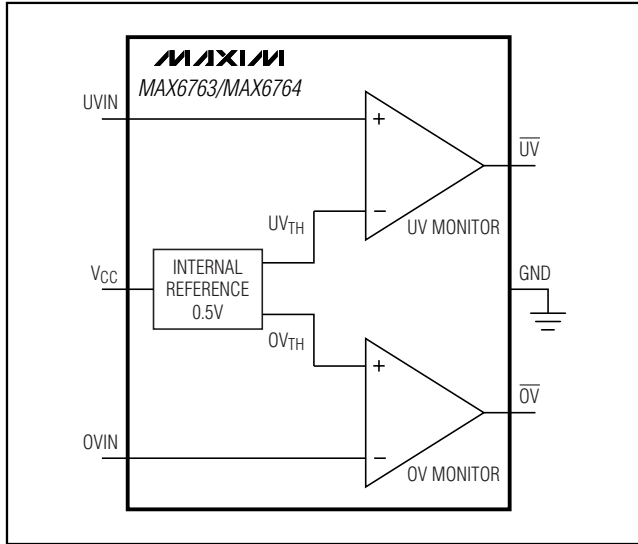 MAXIM
MAX6763/MAX6764
UVIN
UV
UVTH
UV MONITOR
VCC
INTERNAL
REFERENCE
0.5V
GND
OVTH
OV
OVIN
OV MONITOR